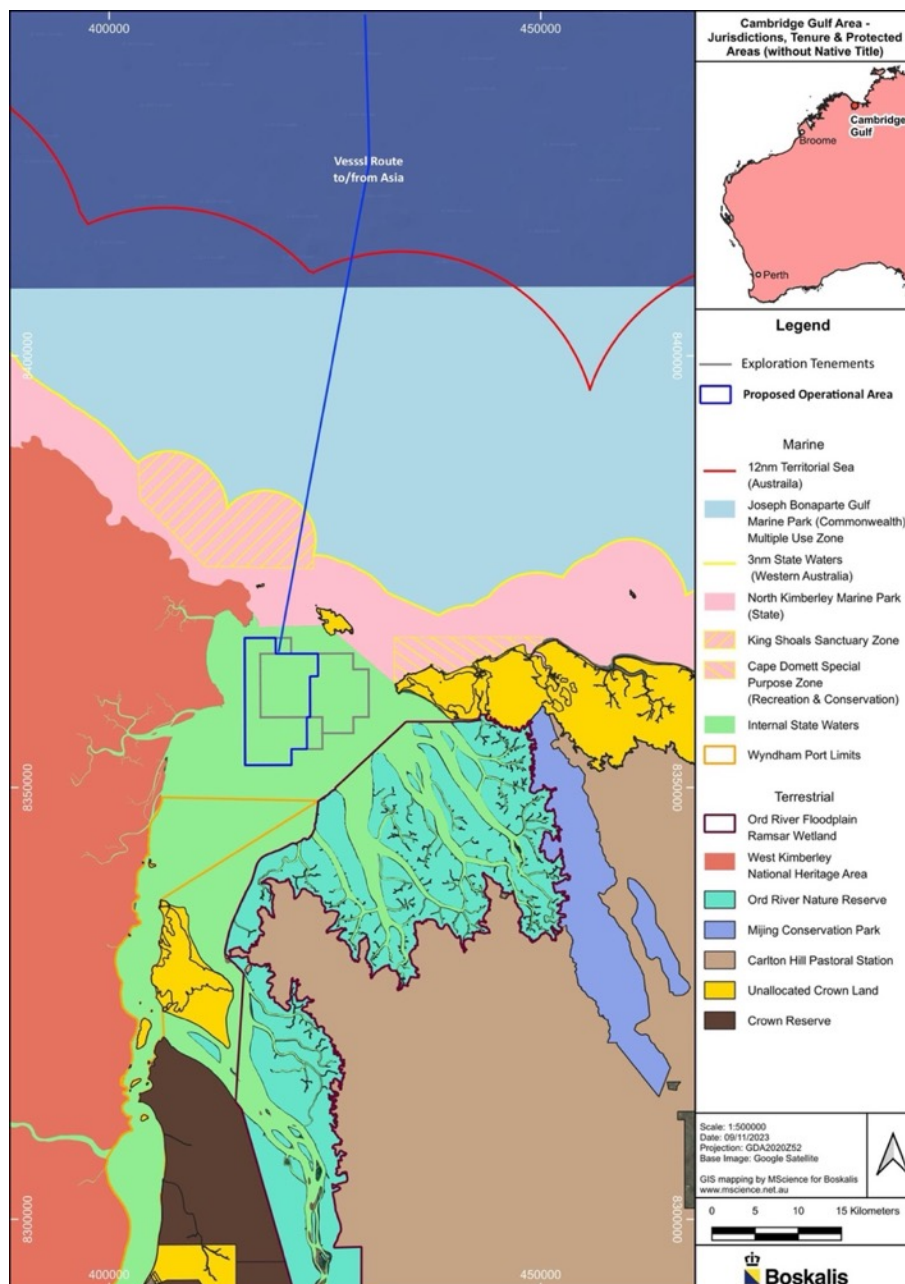 400000
450000
Vesssl Route
to/from Asia
8400000
8400000
8350000
8350000
8300000
8300000
400000
450000
Cambridge Gulf Area -
Jurisdictions, Tenure & Protected
Areas (without Native Title)
Cambridge
Gulf
Broome
Perth
Legend
Exploration Tenements
Proposed Operational Area
Marine
12nm Territorial Sea
(Austraila)
Joseph Bonaparte Gulf
Marine Park (Commonwealth)
Multiple Use Zone
3nm State Waters
(Western Australia)
North Kimberley Marine Park
(State)
King Shoals Sanctuary Zone
Cape Domett Special
Purpose Zone
(Recreation & Conservation)
Internal State Waters
Wyndham Port Limits
Terrestrial
Ord River Floodplain
Ramsar Wetland
West Kimberley
National Heritage Area
Ord River Nature Reserve
Mijing Conservation Park
Carlton Hill Pastoral Station
Unallocated Crown Land
Crown Reserve
Scale: 1:500000
Date: 09/11/2023
Projection: GDA2020Z52
Base Image: Google Satellite
GIS mapping by MScience for Boskalis
www.mscience.net.au
0 5 10 15 Kilometers
Boskalis